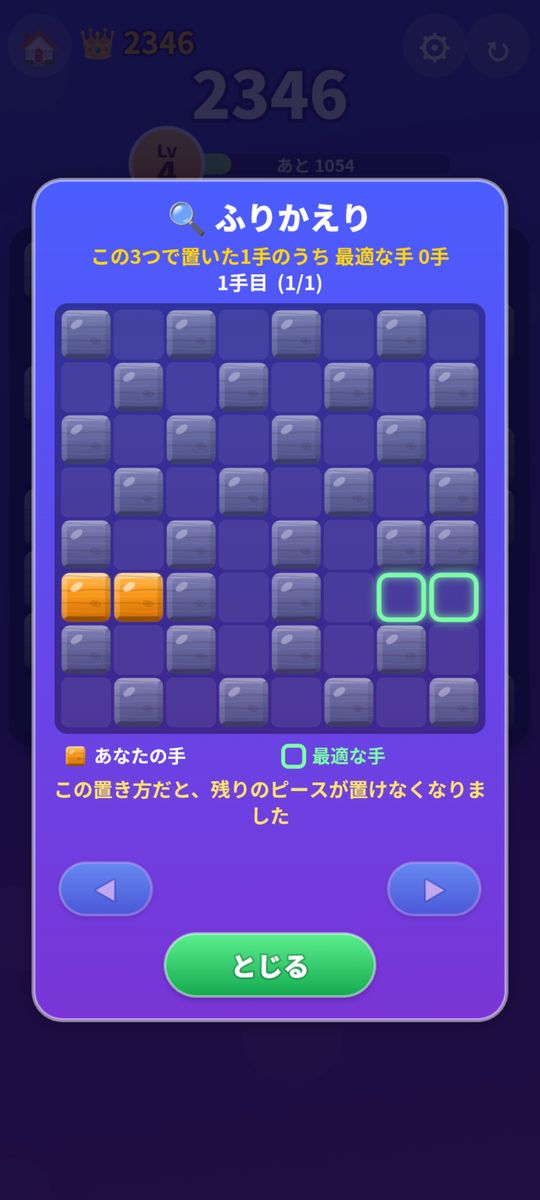 2346
2346
Lv
4
あと 1054
ふりかえり
この3つで置いた1手のうち 最適な手 0手
1手目 (1/1)
あなたの手
最適な手
この置き方だと、残りのピースが置けなくなりま
した
とじる